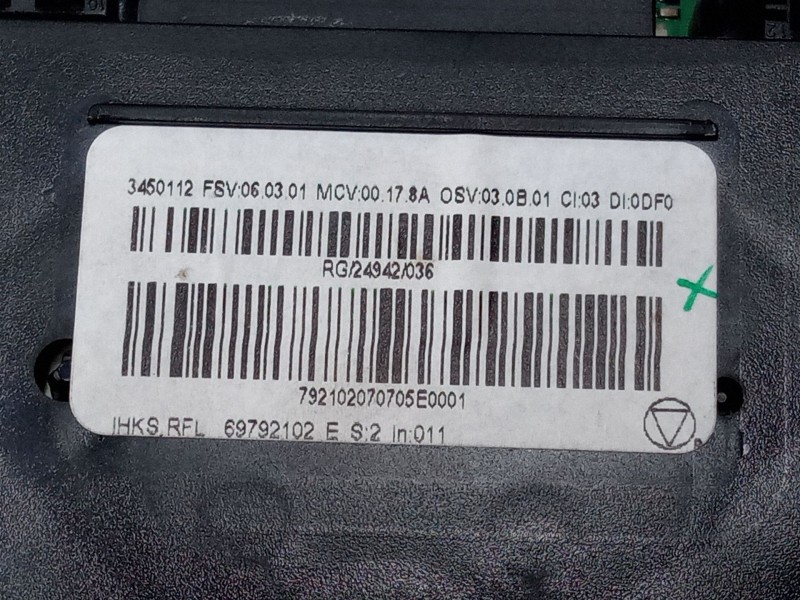 3450112 FSV:06.03.01 MCV:00.17.8A OSV:03.0B.01 CI:03 DI:0DF0
RG/24942/036
792102070705E0001
IHKS RFL 69792102 E S:2 In:011